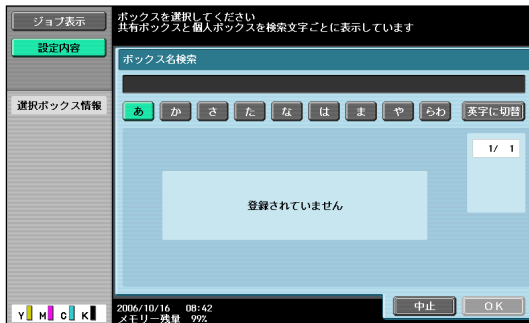 ジョブ表示
設定内容
ボックスを選択してください
共有ボックスと個人ボックスを検索文字ごとに表示しています
ボックス名検索
選択ボックス情報
あ か さ た な は ま や らわ 英字に切替
1/ 1
登録されていません
中止 OK
Y M C K
2006/10/16 08:42
メモリー残量 99%